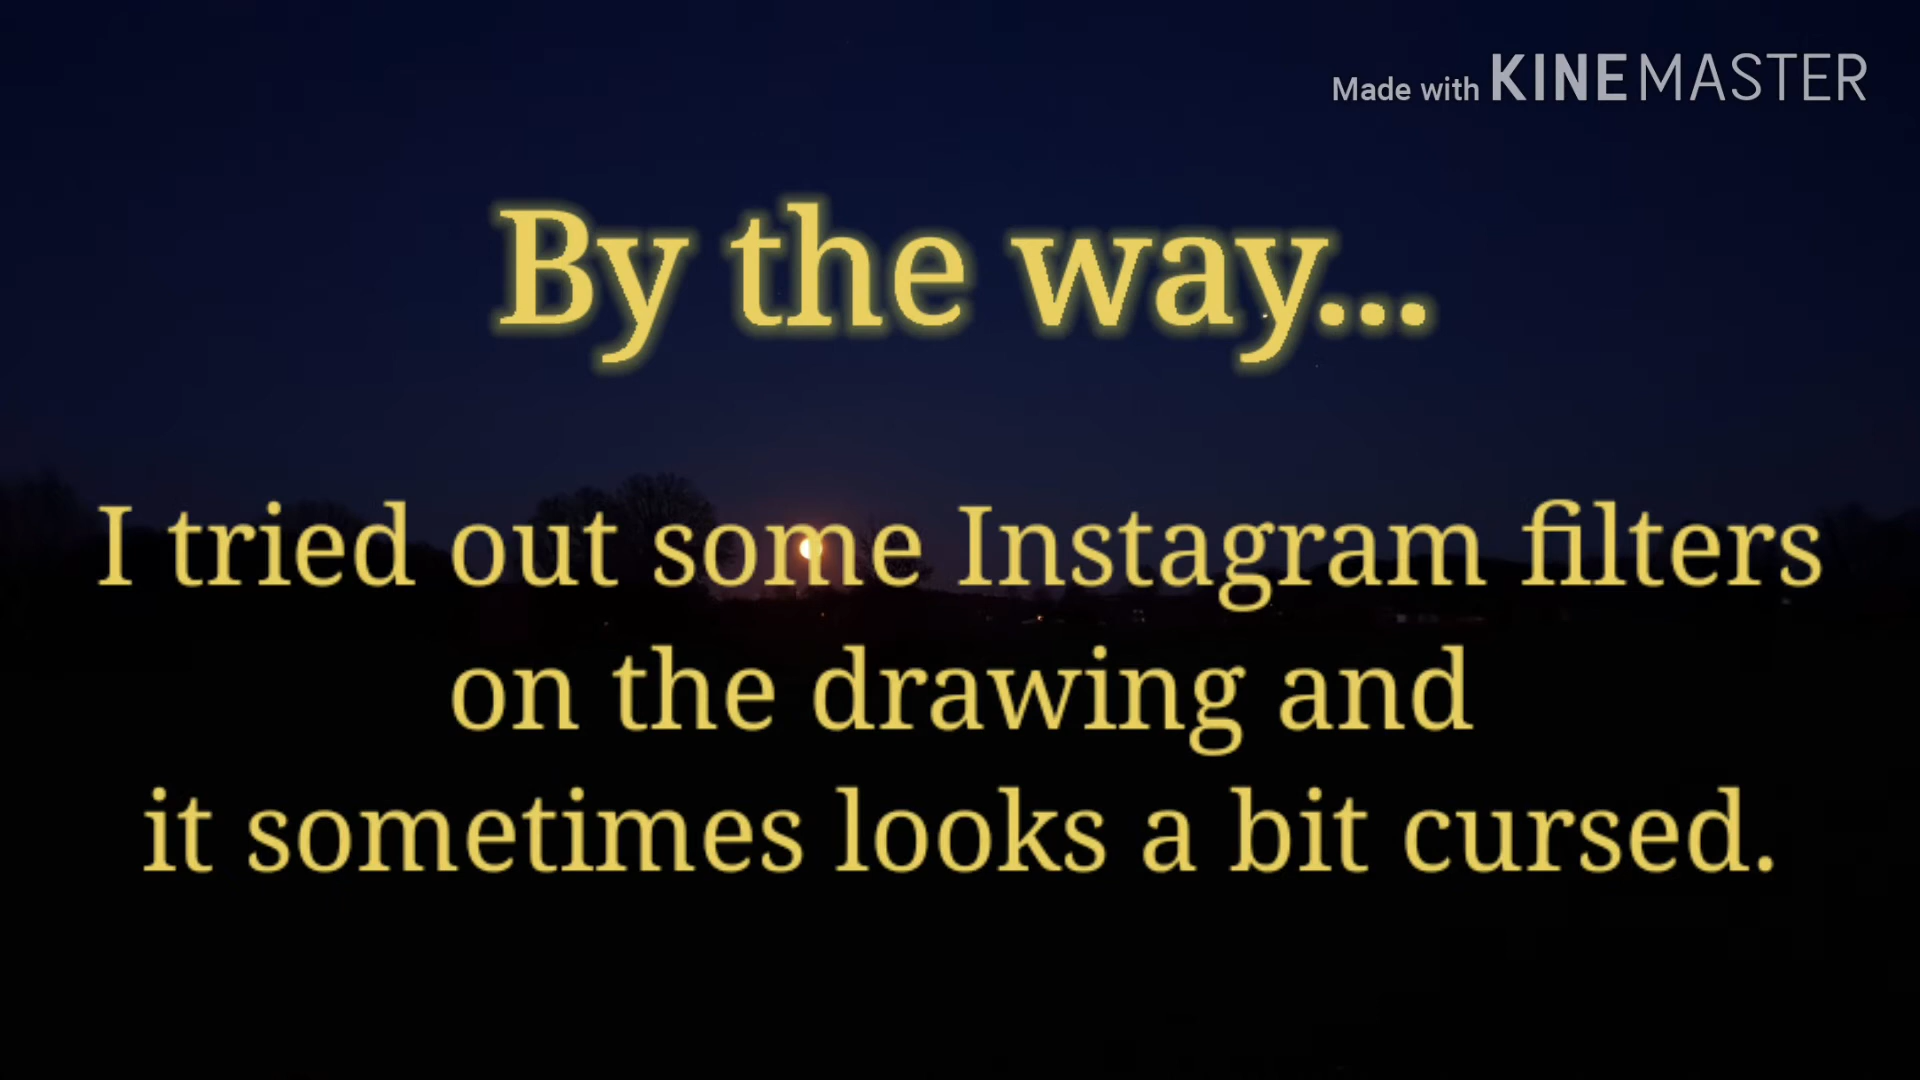 Made with KINEMASTER
By the way...
I tried out some Instagram filters
on the drawing and
it sometimes looks a bit cursed.